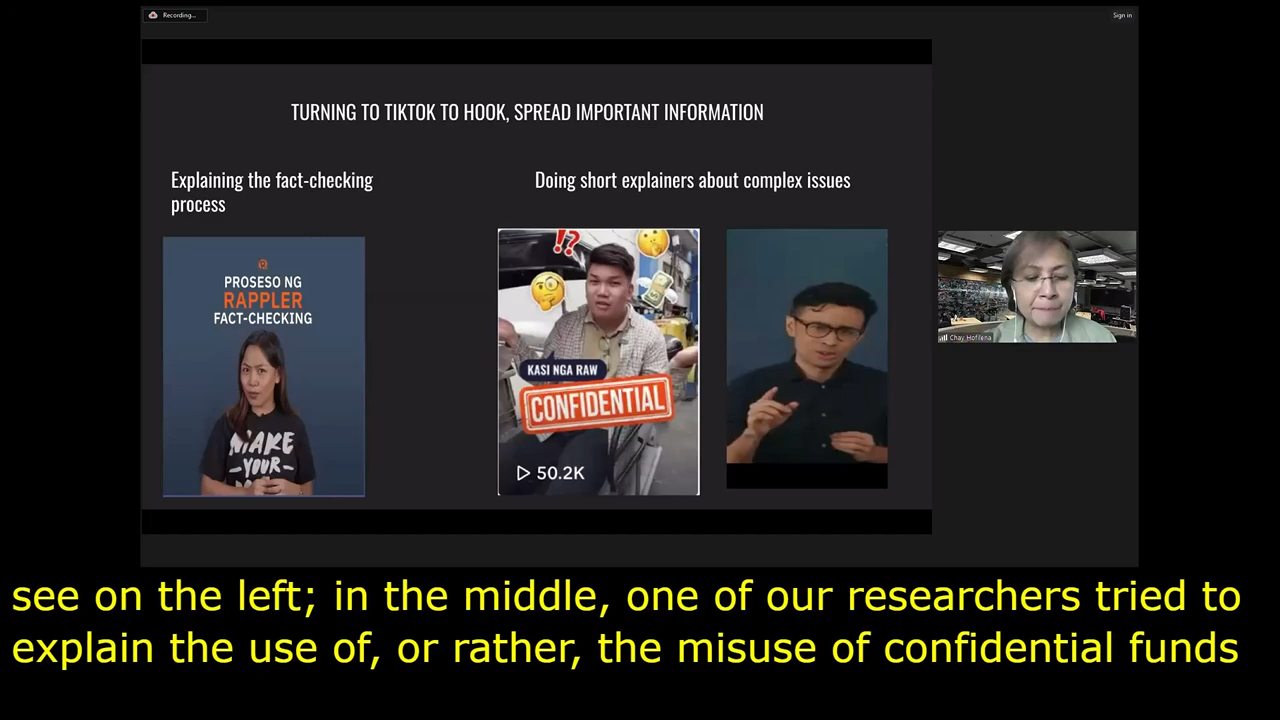 Recording...
Sign in
TURNING TO TIKTOK TO HOOK, SPREAD IMPORTANT INFORMATION
Explaining the fact-checking
process
Doing short explainers about complex issues
PROSESO NG
RAPPLER
FACT-CHECKING
MAKE
YOUR
KASI NGA RAW
CONFIDENTIAL
50.2K
Chay Hofilena
see on the left; in the middle, one of our researchers tried to
explain the use of, or rather, the misuse of confidential funds